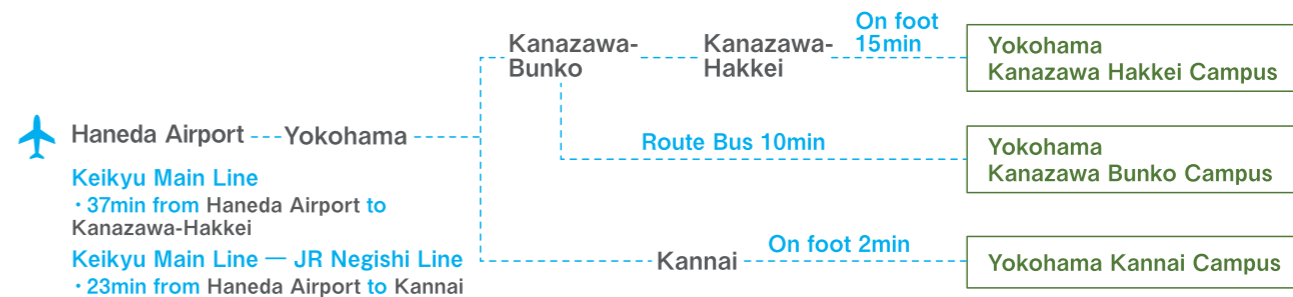 Haneda Airport
Yokohama
Keikyu Main Line
・37min from Haneda Airport to
Kanazawa-Hakkei
Keikyu Main Line — JR Negishi Line
・23min from Haneda Airport to Kannai
Kanazawa-
Bunko
Kanazawa-
Hakkei
On foot
15min
Yokohama
Kanazawa Hakkei Campus
Route Bus 10min
Yokohama
Kanazawa Bunko Campus
Kannai
On foot 2min
Yokohama Kannai Campus